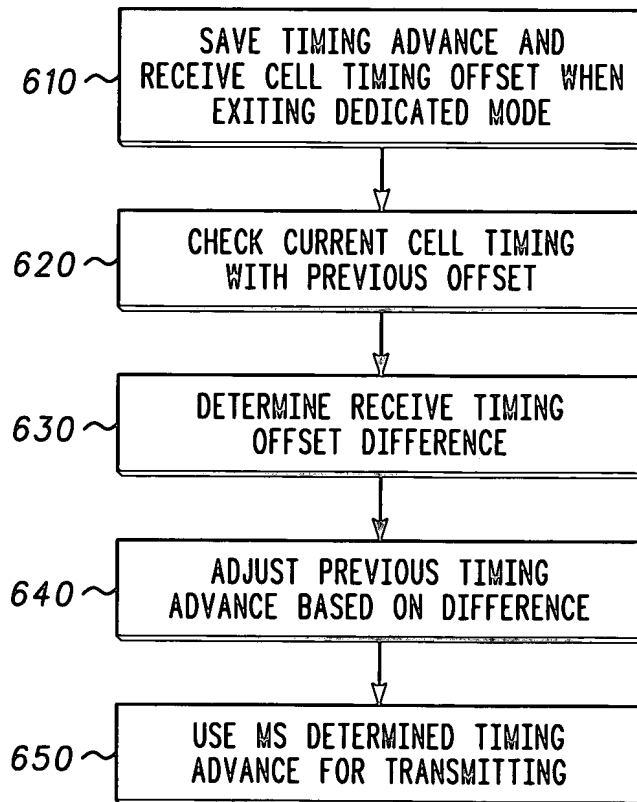 610
SAVE TIMING ADVANCE AND
RECEIVE CELL TIMING OFFSET WHEN
EXITING DEDICATED MODE
620
CHECK CURRENT CELL TIMING
WITH PREVIOUS OFFSET
630
DETERMINE RECEIVE TIMING
OFFSET DIFFERENCE
640
ADJUST PREVIOUS TIMING
ADVANCE BASED ON DIFFERENCE
650
USE MS DETERMINED TIMING
ADVANCE FOR TRANSMITTING